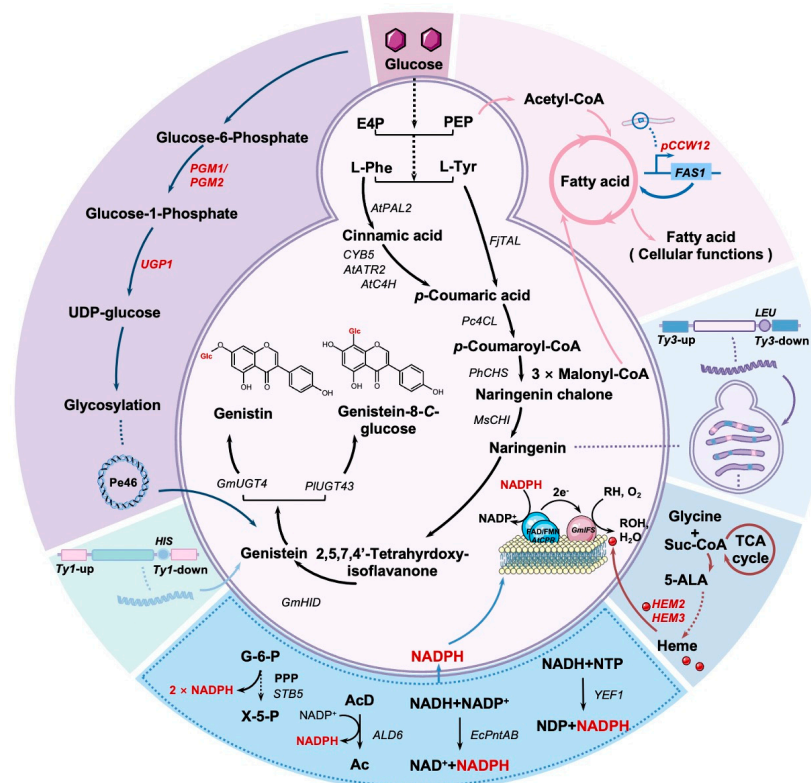 Glucose
E4P
PEP
L-Phe
L-Tyr
AtPAL2
Cinnamic acid
CYB5
AtATR2
AtC4H
FjTAL
p-Coumaric acid
Pc4CL
p-Coumaroyl-CoA
PhCHS
3 × Malonyl-CoA
Naringenin chalone
MsCHI
Naringenin
Acetyl-CoA
pCCW12
FAS1
Fatty acid
Fatty acid
( Cellular functions )
LEU
Ty3-up
Ty3-down
Glycine
+
Suc-CoA
TCA
cycle
5-ALA
HEM2
HEM3
Heme
NADPH
2e-
RH, O2
NADP+
FAD/FMN
AtCPR
GmIFS
ROH,
H2O
Glucose-6-Phosphate
PGM1/
PGM2
Glucose-1-Phosphate
UGP1
UDP-glucose
Glycosylation
Pe46
HIS
Ty1-up
Ty1-down
Glc
O
O
OH
O
OH
Glc
HO
O
OH
O
OH
Genistin
Genistein-8-C-
glucose
GmUGT4
PlUGT43
Genistein
2,5,7,4'-Tetrahyrdoxy-
isoflavanone
GmHID
NADPH
G-6-P
2 × NADPH
PPP
STB5
X-5-P
AcD
NADP+
NADPH
ALD6
Ac
NADH+NADP+
EcPntAB
NAD++NADPH
NADH+NTP
YEF1
NDP+NADPH